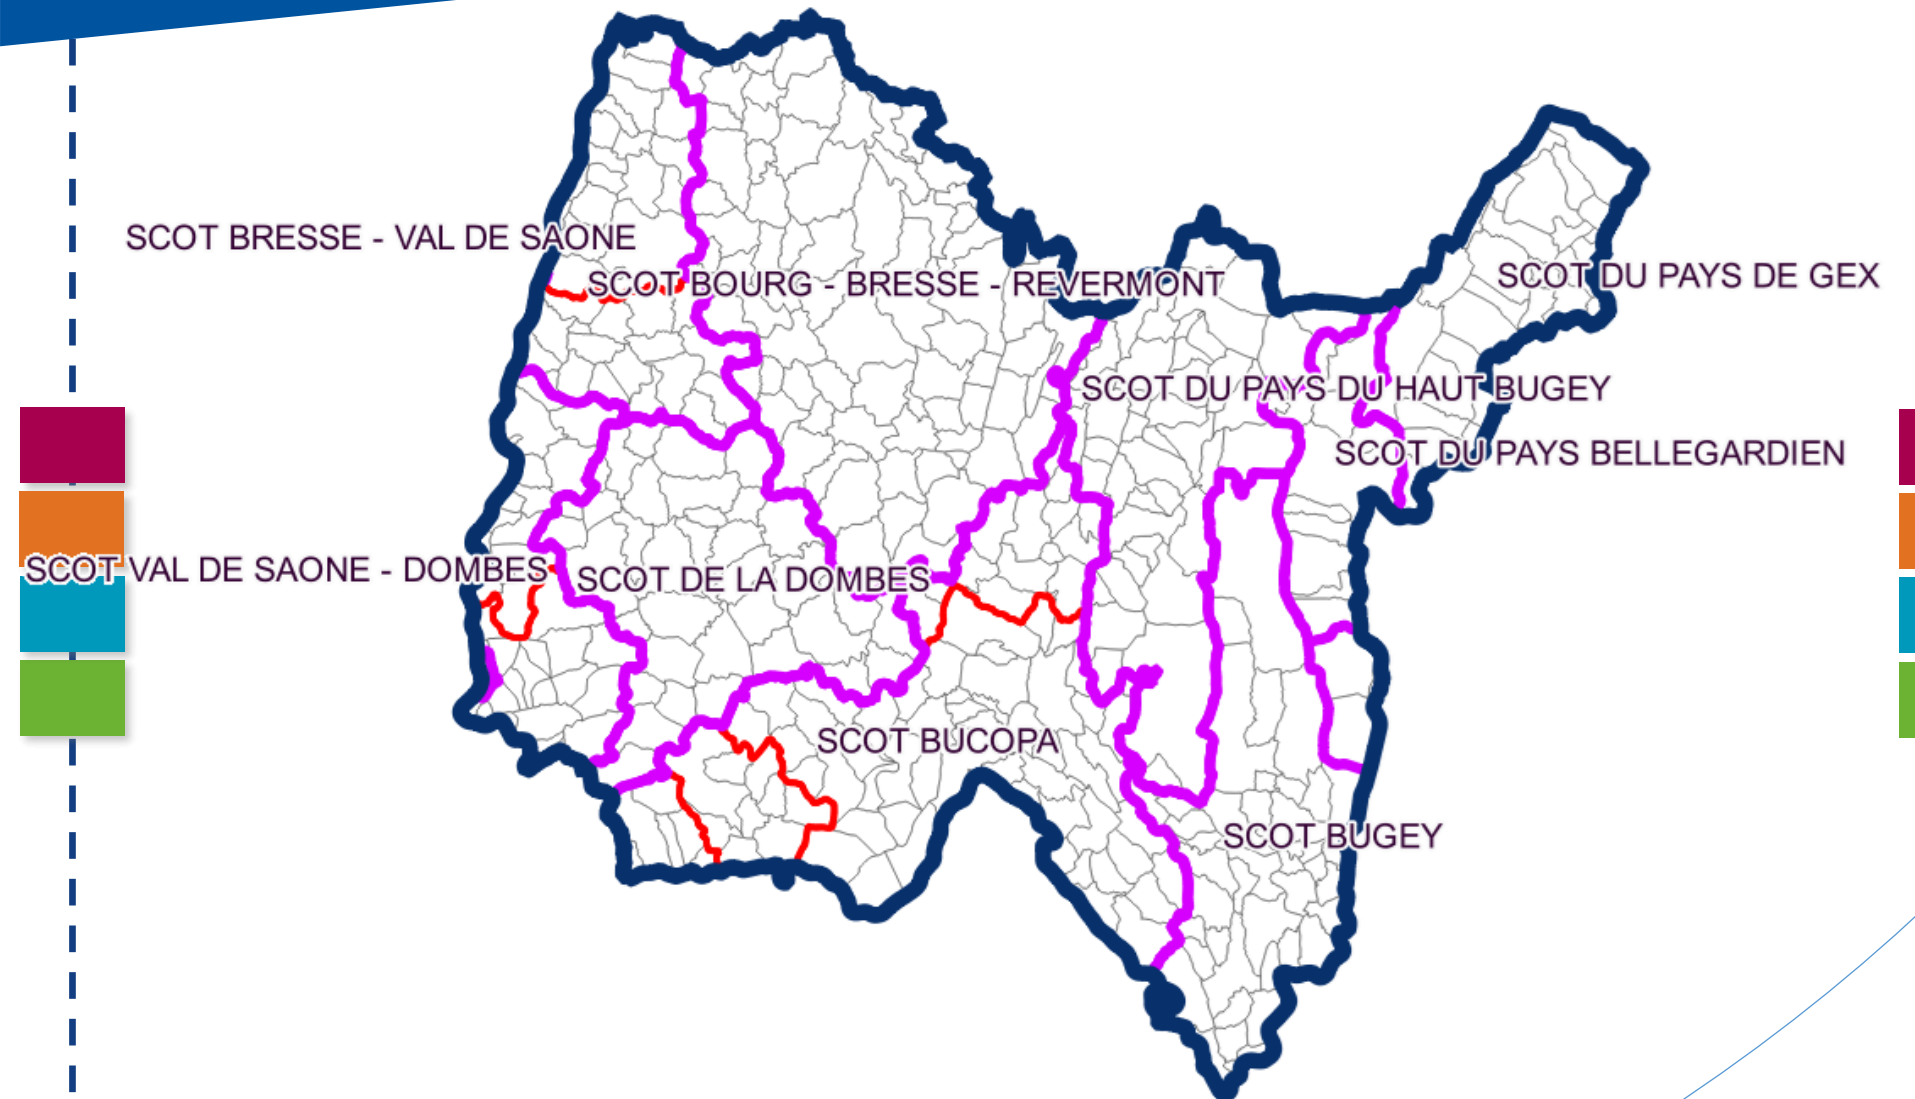 SCOT BRESSE - VAL DE SAONE
SCOT BOURG - BRESSE - REVERMONT
SCOT DU PAYS DE GEX
SCOT DU PAYS DU HAUT BUGEY
SCOT DU PAYS BELLEGARDIEN
SCOT VAL DE SAONE - DOMBES
SCOT DE LA DOMBES
SCOT BUCOPA
SCOT BUGEY